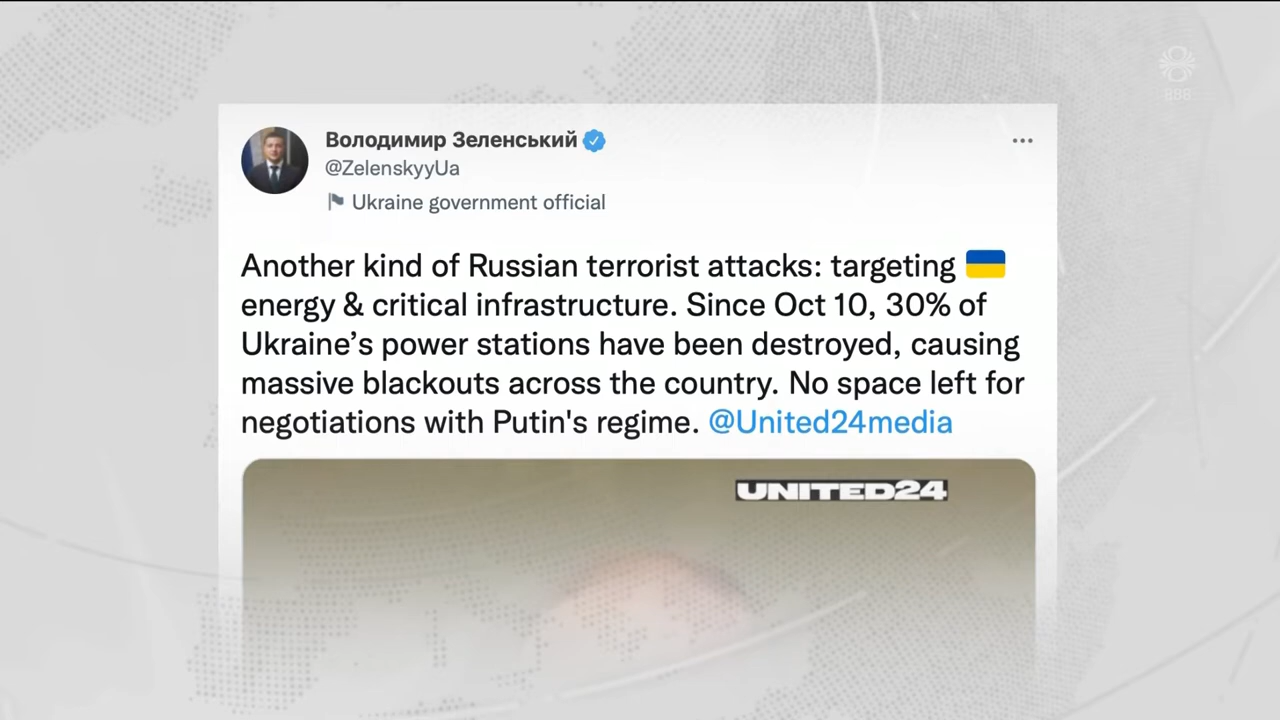 888
Володимир Зеленський
@ZelenskyyUa
Ukraine government official
Another kind of Russian terrorist attacks: targeting 🇺🇦
energy & critical infrastructure. Since Oct 10, 30% of
Ukraine’s power stations have been destroyed, causing
massive blackouts across the country. No space left for
negotiations with Putin's regime. @United24media
UNITED24